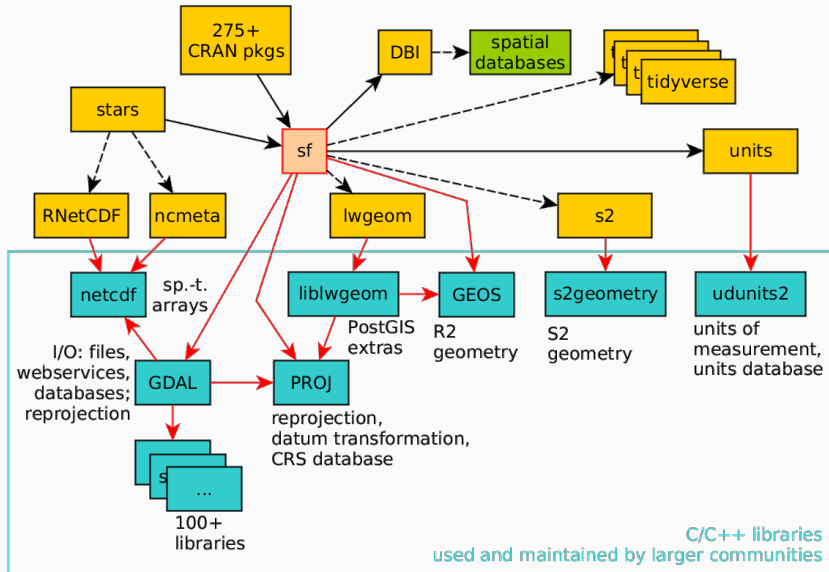 275+
CRAN pkgs
DBI
spatial
databases
t
t
t
tidyverse
stars
sf
units
RNetCDF
ncmeta
lwgeom
s2
netcdf
sp.-t.
arrays
liblwgeom
GEOS
s2geometry
udunits2
PostGIS
extras
R2
geometry
S2
geometry
units of
measurement,
units database
I/O: files,
webservices,
databases;
reprojection
GDAL
PROJ
reprojection,
datum transformation,
CRS database
s
...
100+
libraries
C/C++ libraries
used and maintained by larger communities